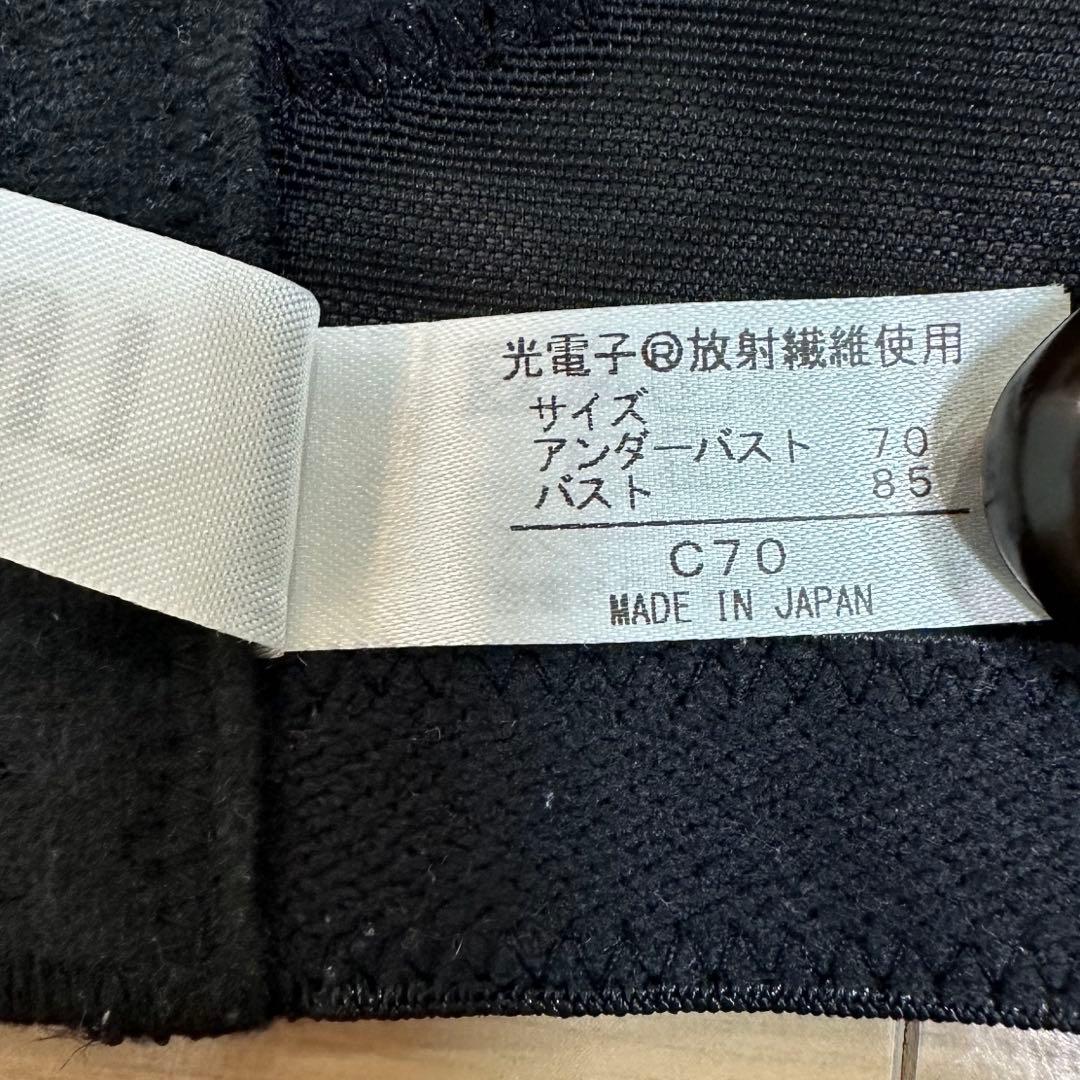 光電子®放射繊維使用
サイズ
アンダーバスト 70
バスト 85
C70
MADE IN JAPAN